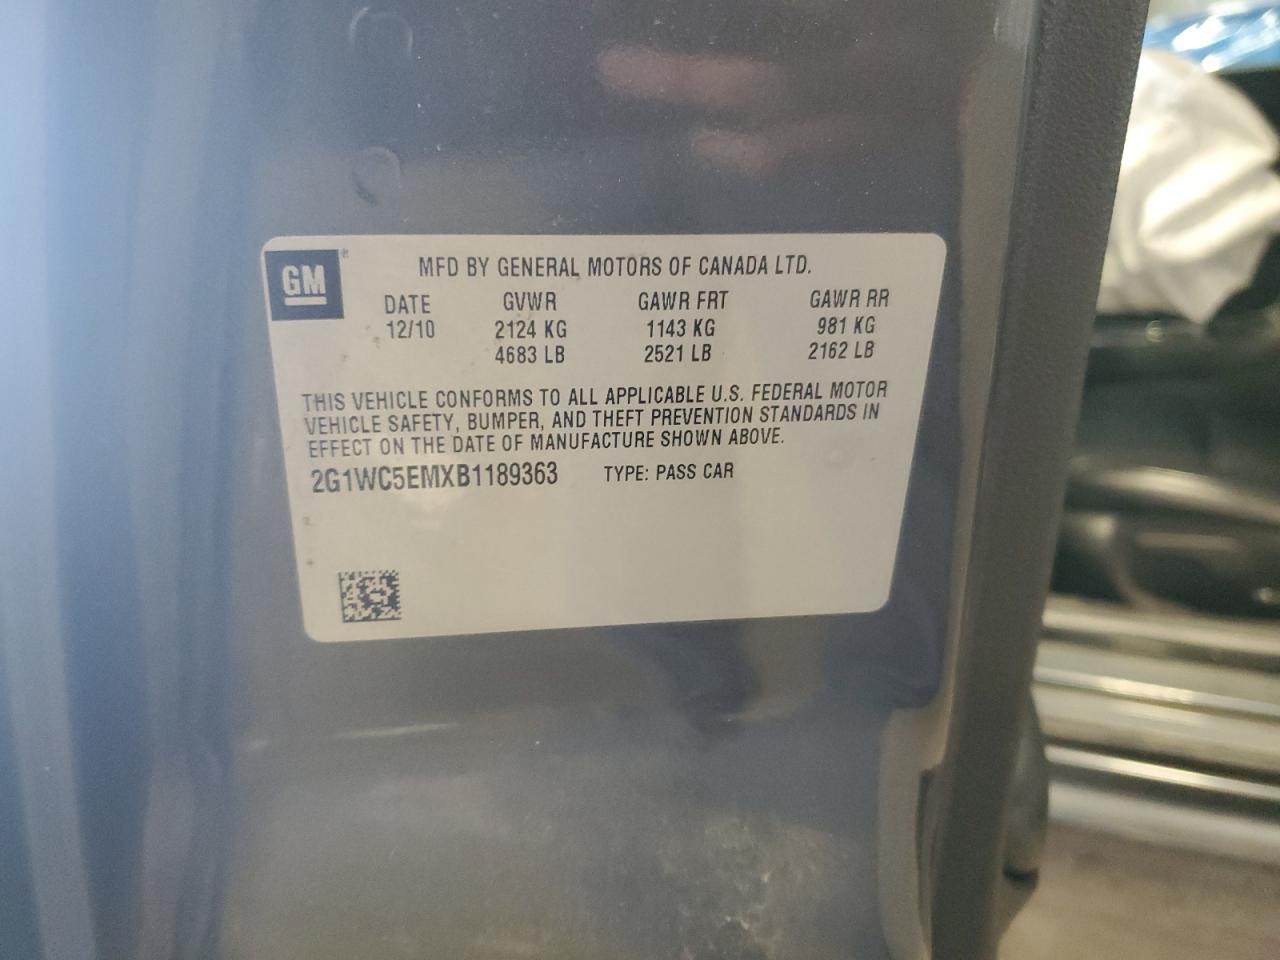 GM
MFD BY GENERAL MOTORS OF CANADA LTD.
DATE GVWR GAWR FRT GAWR RR
12/10 2124 KG 1143 KG 981 KG
4683 LB 2521 LB 2162 LB
THIS VEHICLE CONFORMS TO ALL APPLICABLE U.S. FEDERAL MOTOR
VEHICLE SAFETY, BUMPER, AND THEFT PREVENTION STANDARDS IN
EFFECT ON THE DATE OF MANUFACTURE SHOWN ABOVE.
2G1WC5EMXB1189363 TYPE: PASS CAR